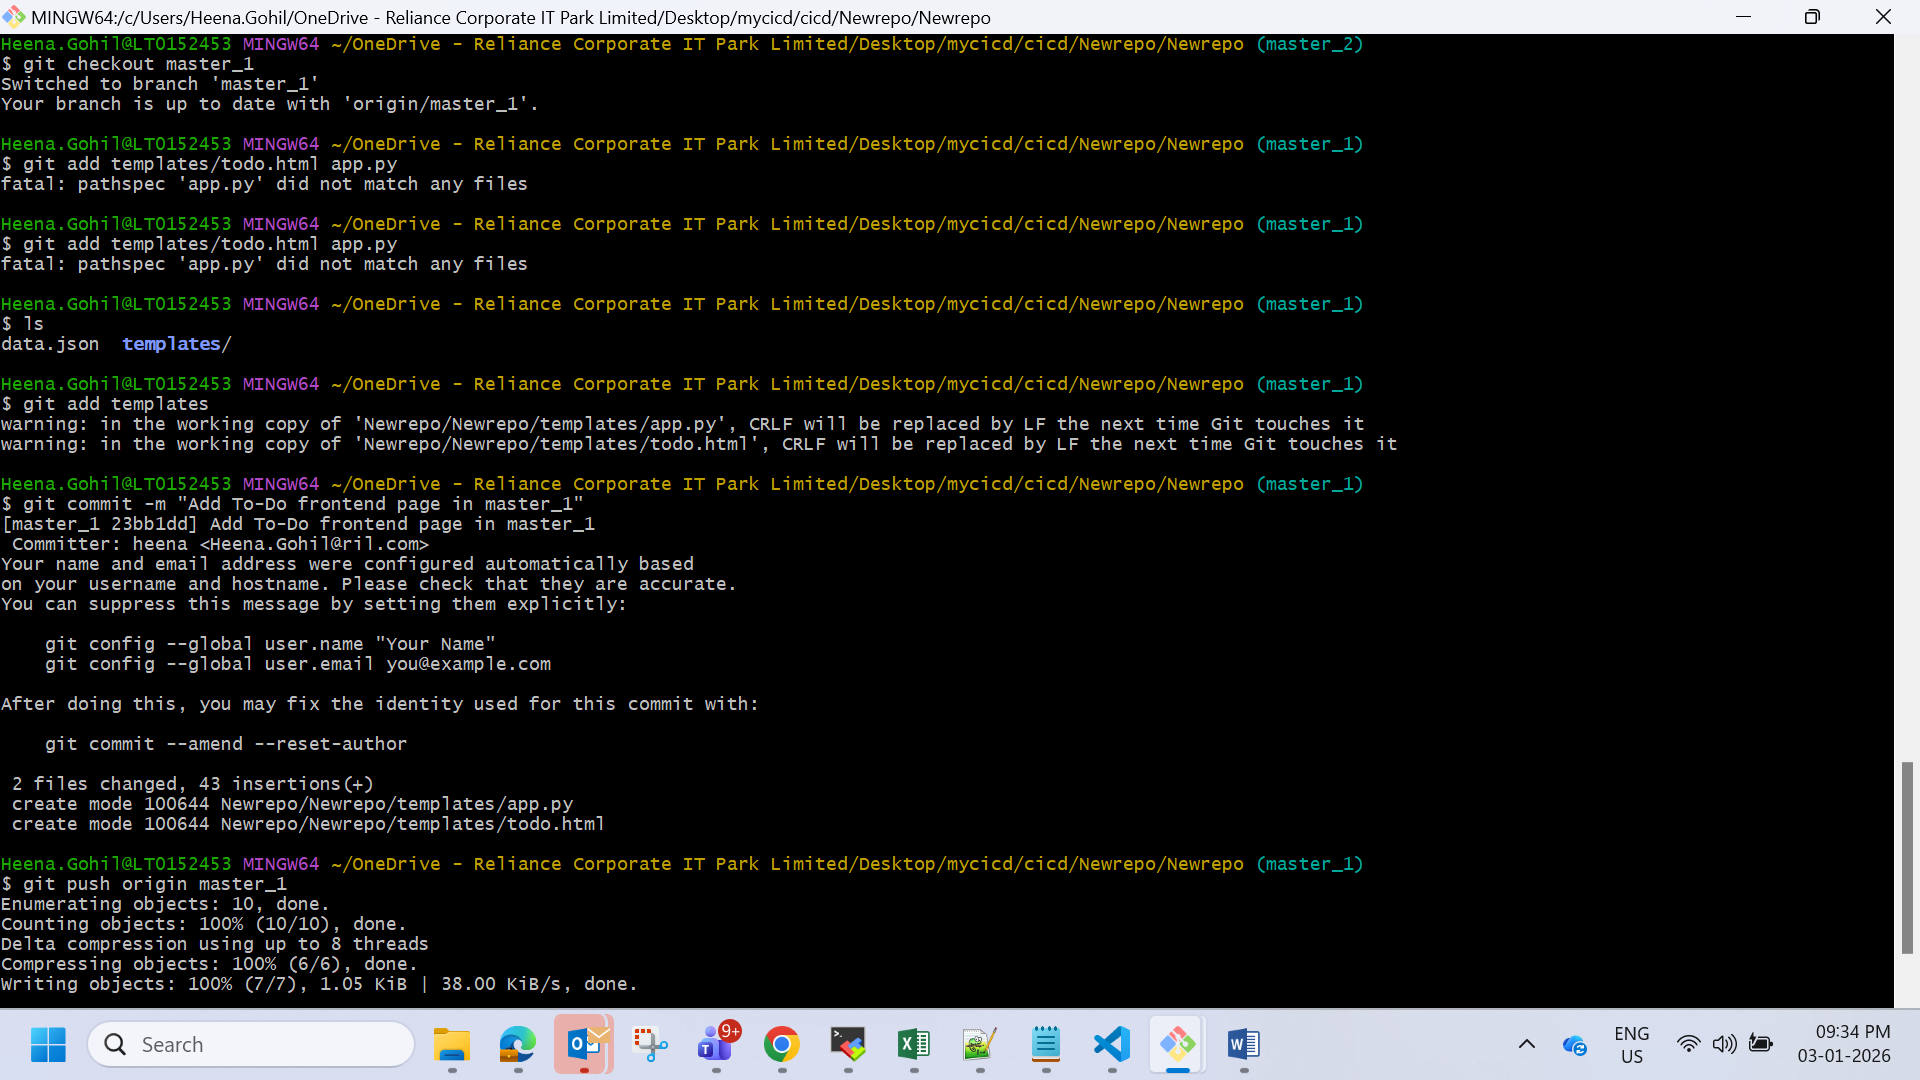 MINGW64:/c/Users/Heena.Gohil/OneDrive - Reliance Corporate IT Park Limited/Desktop/mycicd/cicd/Newrepo/Newrepo
Heena.Gohil@LT0152453 MINGW64 ~/OneDrive - Reliance Corporate IT Park Limited/Desktop/mycicd/cicd/Newrepo/Newrepo (master_2)
$ git checkout master_1
Switched to branch 'master_1'
Your branch is up to date with 'origin/master_1'.
Heena.Gohil@LT0152453 MINGW64 ~/OneDrive - Reliance Corporate IT Park Limited/Desktop/mycicd/cicd/Newrepo/Newrepo (master_1)
$ git add templates/todo.html app.py
fatal: pathspec 'app.py' did not match any files
Heena.Gohil@LT0152453 MINGW64 ~/OneDrive - Reliance Corporate IT Park Limited/Desktop/mycicd/cicd/Newrepo/Newrepo (master_1)
$ git add templates/todo.html app.py
fatal: pathspec 'app.py' did not match any files
Heena.Gohil@LT0152453 MINGW64 ~/OneDrive - Reliance Corporate IT Park Limited/Desktop/mycicd/cicd/Newrepo/Newrepo (master_1)
$ ls
data.json  templates/
Heena.Gohil@LT0152453 MINGW64 ~/OneDrive - Reliance Corporate IT Park Limited/Desktop/mycicd/cicd/Newrepo/Newrepo (master_1)
$ git add templates
warning: in the working copy of 'Newrepo/Newrepo/templates/app.py', CRLF will be replaced by LF the next time Git touches it
warning: in the working copy of 'Newrepo/Newrepo/templates/todo.html', CRLF will be replaced by LF the next time Git touches it
Heena.Gohil@LT0152453 MINGW64 ~/OneDrive - Reliance Corporate IT Park Limited/Desktop/mycicd/cicd/Newrepo/Newrepo (master_1)
$ git commit -m "Add To-Do frontend page in master_1"
[master_1 23bb1dd] Add To-Do frontend page in master_1
 Committer: heena <Heena.Gohil@ril.com>
Your name and email address were configured automatically based
on your username and hostname. Please check that they are accurate.
You can suppress this message by setting them explicitly:
    git config --global user.name "Your Name"
    git config --global user.email you@example.com
After doing this, you may fix the identity used for this commit with:
    git commit --amend --reset-author
 2 files changed, 43 insertions(+)
 create mode 100644 Newrepo/Newrepo/templates/app.py
 create mode 100644 Newrepo/Newrepo/templates/todo.html
Heena.Gohil@LT0152453 MINGW64 ~/OneDrive - Reliance Corporate IT Park Limited/Desktop/mycicd/cicd/Newrepo/Newrepo (master_1)
$ git push origin master_1
Enumerating objects: 10, done.
Counting objects: 100% (10/10), done.
Delta compression using up to 8 threads
Compressing objects: 100% (6/6), done.
Writing objects: 100% (7/7), 1.05 KiB | 38.00 KiB/s, done.
Search
9+
ENG
US
09:34 PM
03-01-2026